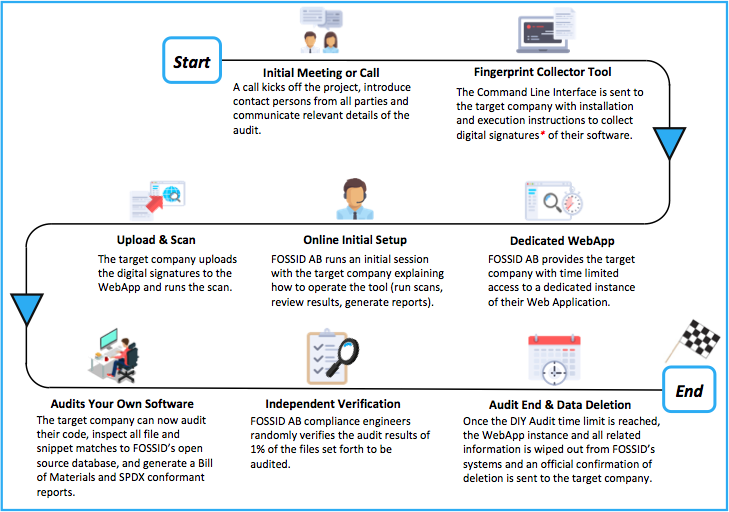 Start
Initial Meeting or Call
A call kicks off the project, introduce
contact persons from all parties and
communicate relevant details of the
audit.
Fingerprint Collector Tool
The Command Line Interface is sent to
the target company with installation
and execution instructions to collect
digital signatures* of their software.
Dedicated WebApp
FOSSID AB provides the target
company with time limited
access to a dedicated instance
of their Web Application.
Online Initial Setup
FOSSID AB runs an initial session
with the target company explaining
how to operate the tool (run scans,
review results, generate reports).
Upload & Scan
The target company uploads
the digital signatures to the
WebApp and runs the scan.
Audits Your Own Software
The target company can now audit
their code, inspect all file and
snippet matches to FOSSID's open
source database, and generate a Bill
of Materials and SPDX conformant
reports.
Independent Verification
FOSSID AB compliance engineers
randomly verifies the audit results of
1% of the files set forth to be
audited.
Audit End & Data Deletion
Once the DIY Audit time limit is reached,
the WebApp instance and all related
information is wiped out from FOSSID's
systems and an official confirmation of
deletion is sent to the target company.
End